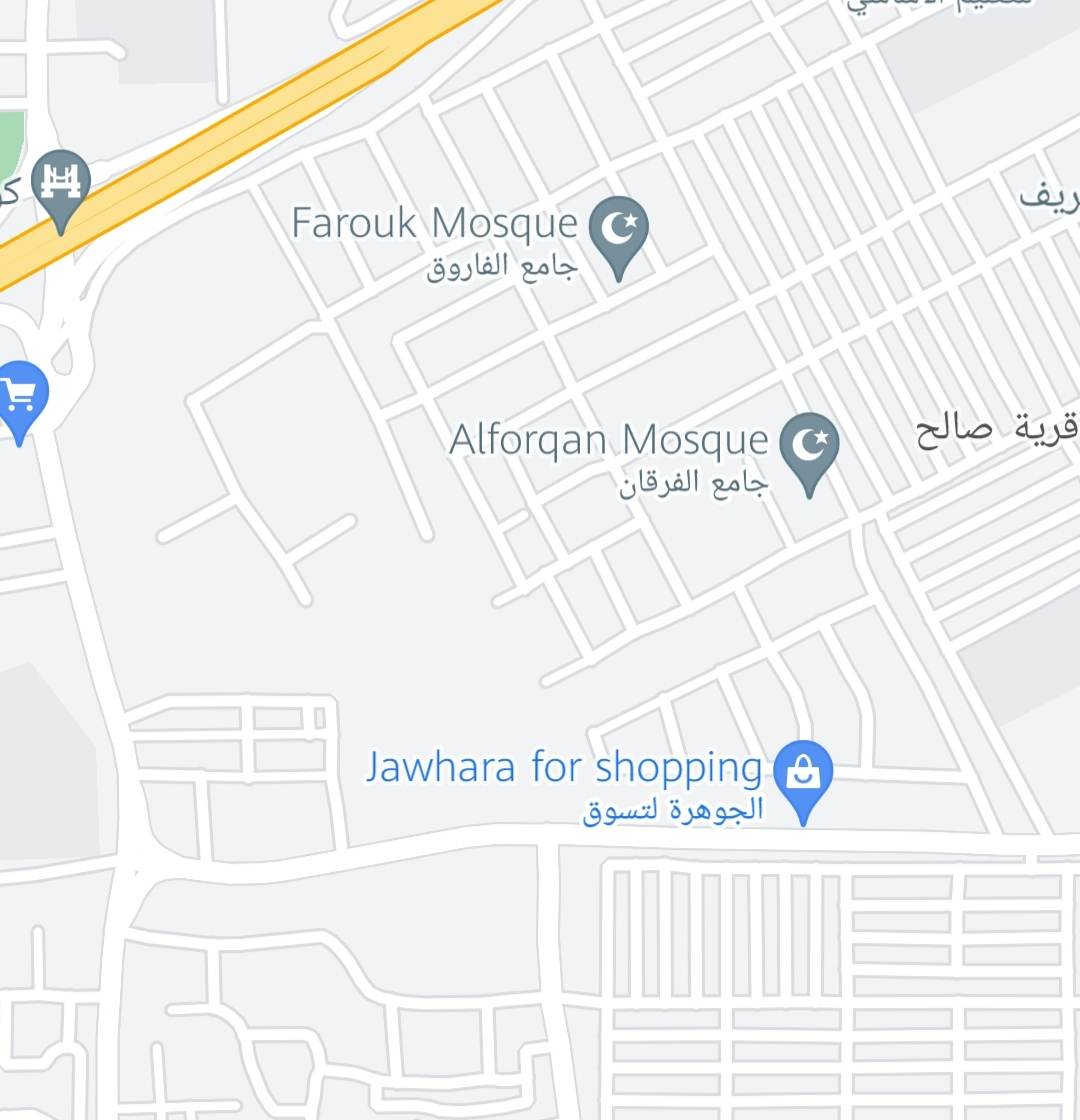 Farouk Mosque
جامع الفاروق
Alforqan Mosque
جامع الفرقان
قرية صالح
Jawhara for shopping
الجوهرة لتسوق